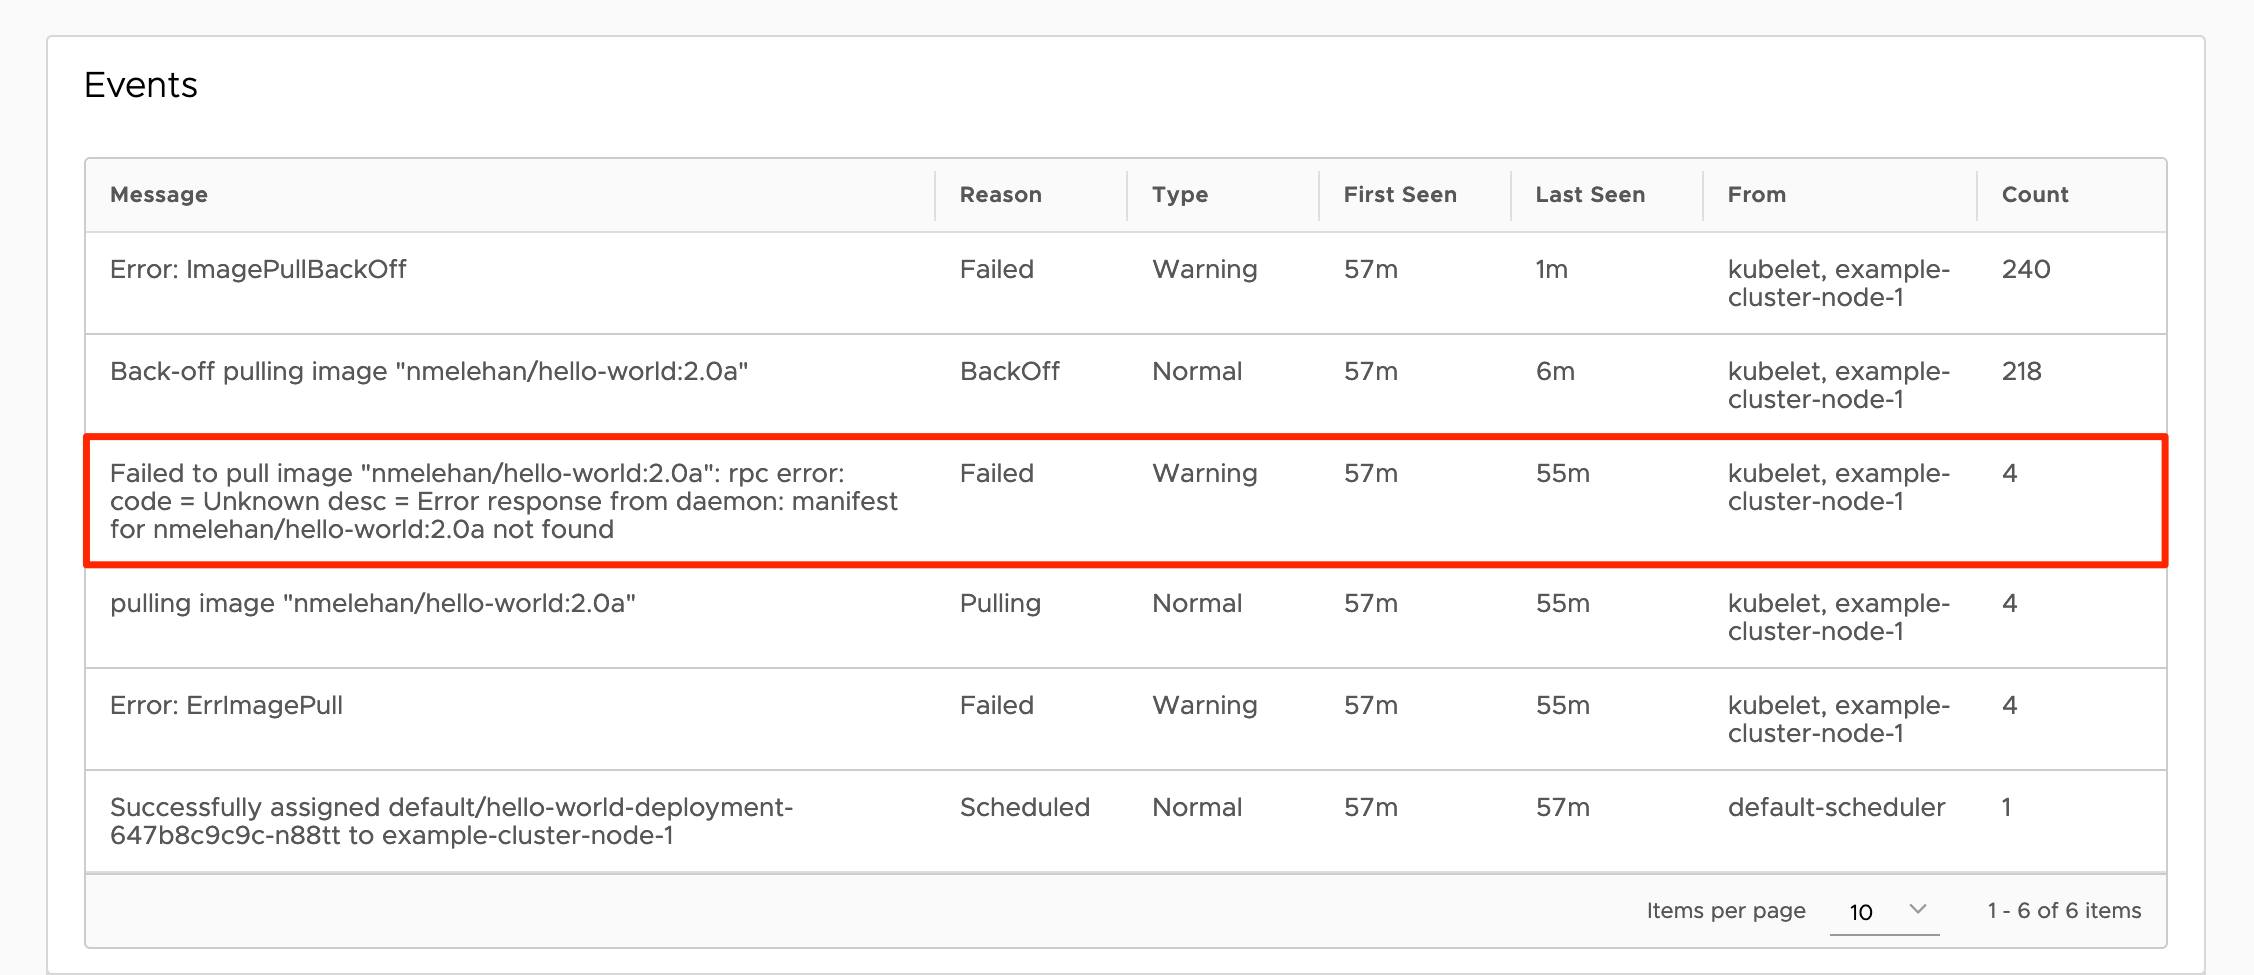 Events
Message Reason Type First Seen Last Seen From Count
Error: ImagePullBackOff Failed Warning 57m 1m kubelet, example- 240
cluster-node-1
Back-off pulling image "nmelehan/hello-world:2.0a" BackOff Normal 57m 6m kubelet, example- 218
cluster-node-1
Failed to pull image "nmelehan/hello-world:2.0a": rpc error: Failed Warning 57m 55m kubelet, example- 4
code = Unknown desc = Error response from daemon: manifest cluster-node-1
for nmelehan/hello-world:2.0a not found
pulling image "nmelehan/hello-world:2.0a" Pulling Normal 57m 55m kubelet, example- 4
cluster-node-1
Error: ErrImagePull Failed Warning 57m 55m kubelet, example- 4
cluster-node-1
Successfully assigned default/hello-world-deployment- Scheduled Normal 57m 57m default-scheduler 1
647b8c9c9c-n88tt to example-cluster-node-1
Items per page 10 1 - 6 of 6 items